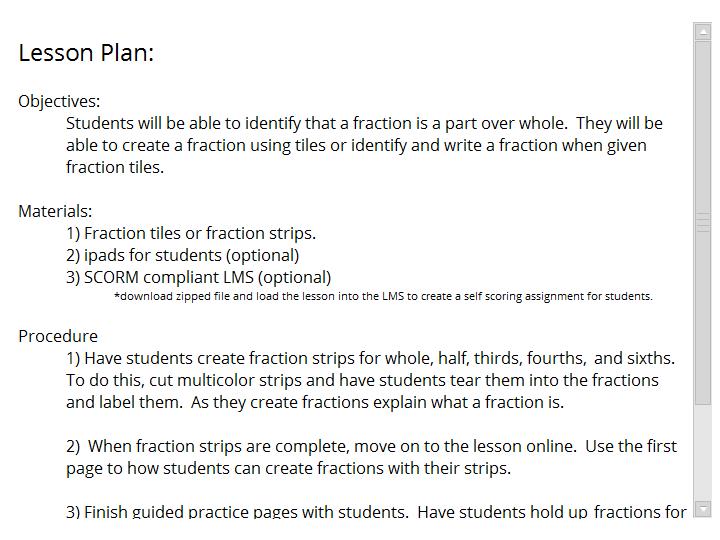 Lesson Plan:
Objectives:
Students will be able to identify that a fraction is a part over whole.  They will be
able to create a fraction using tiles or identify and write a fraction when given
fraction tiles.
Materials:
1) Fraction tiles or fraction strips.
2) ipads for students (optional)
3) SCORM compliant LMS (optional)
*download zipped file and load the lesson into the LMS to create a self scoring assignment for students.
Procedure
1) Have students create fraction strips for whole, half, thirds, fourths, and sixths.
To do this, cut multicolor strips and have students tear them into the fractions
and label them.  As they create fractions explain what a fraction is.
2)  When fraction strips are complete, move on to the lesson online.  Use the first
page to how students can create fractions with their strips.
3) Finish guided practice pages with students.  Have students hold up fractions for